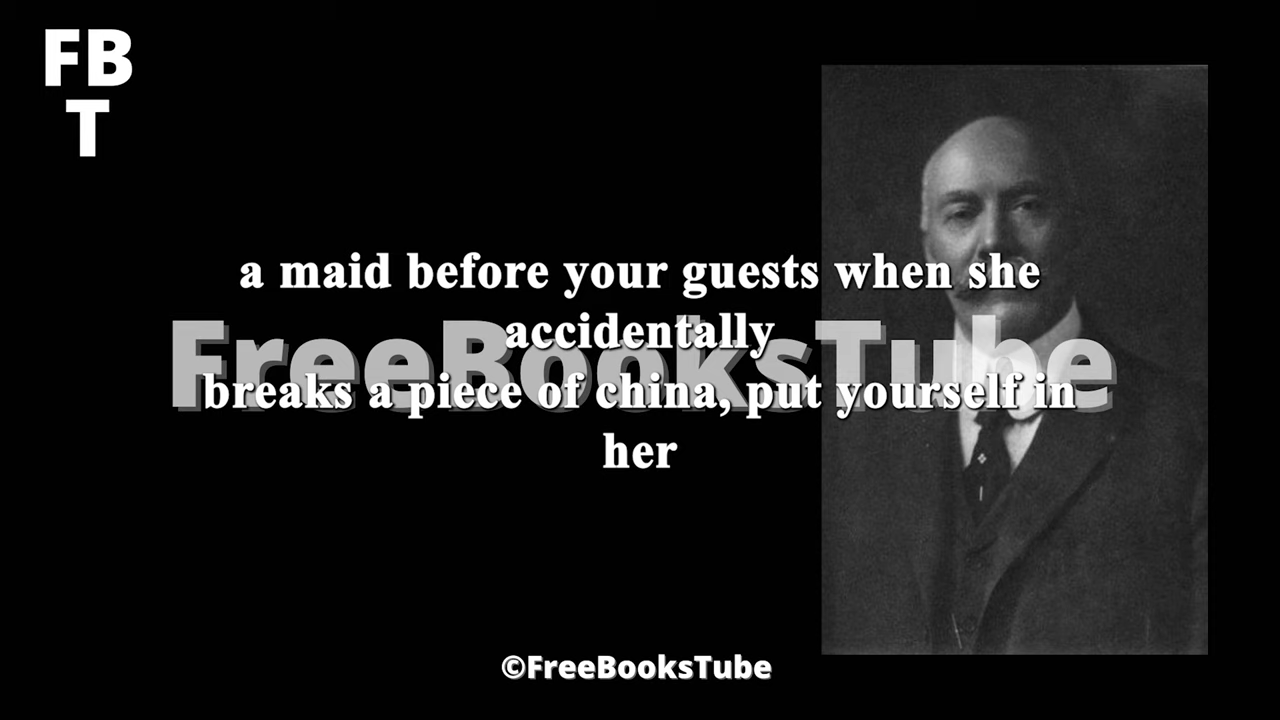 FB
T
a maid before your guests when she
accidentally
FreeBooksTube
breaks a piece of china, put yourself in
her
©FreeBooksTube